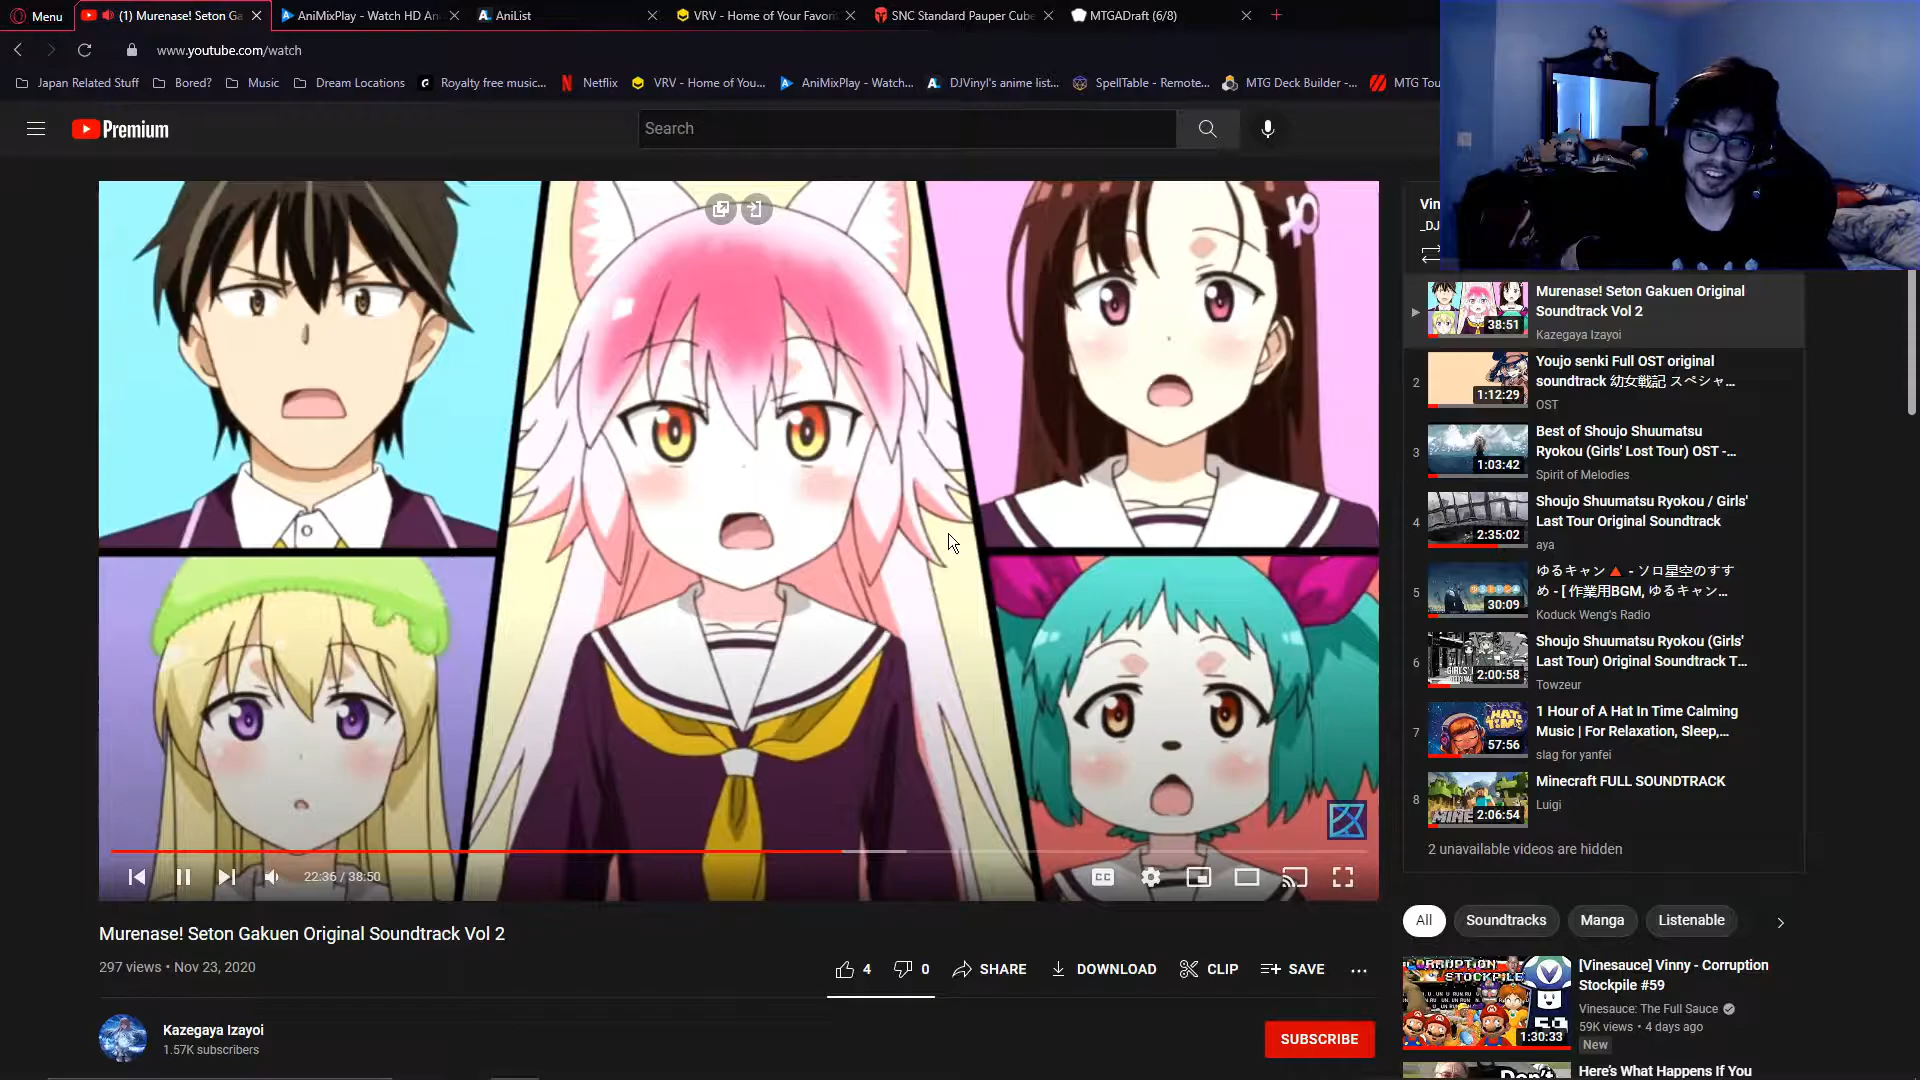 Menu
(1) Murenase! Seton Ga
AniMixPlay - Watch HD An
AniList
VRV - Home of Your Favori
SNC Standard Pauper Cube
MTGADraft (6/8)
www.youtube.com/watch
Japan Related Stuff
Bored?
Music
Dream Locations
Royalty free music...
Netflix
VRV - Home of You...
AniMixPlay - Watch...
DJVinyl's anime list...
SpellTable - Remote...
MTG Deck Builder -...
MTG Tou
Premium
Search
Vin
_DJ
38:51
Murenase! Seton Gakuen Original
Soundtrack Vol 2
Kazegaya Izayoi
2
1:12:29
Youjo senki Full OST original
soundtrack 幼女戦記 スペシャ...
OST
3
1:03:42
Best of Shoujo Shuumatsu
Ryokou (Girls' Lost Tour) OST -...
Spirit of Melodies
4
2:35:02
Shoujo Shuumatsu Ryokou / Girls'
Last Tour Original Soundtrack
aya
5
30:09
ゆるキャン🔺 - ソロ星空のすす
め - [ 作業用BGM, ゆるキャン...
Koduck Weng's Radio
6
2:00:58
Shoujo Shuumatsu Ryokou (Girls'
Last Tour) Original Soundtrack T...
Towzeur
7
HAT
TIME
57:56
1 Hour of A Hat In Time Calming
Music | For Relaxation, Sleep,...
slag for yanfei
8
2:06:54
Minecraft FULL SOUNDTRACK
Luigi
2 unavailable videos are hidden
CC
22:36 / 38:50
Murenase! Seton Gakuen Original Soundtrack Vol 2
297 views • Nov 23, 2020
4
0
SHARE
DOWNLOAD
CLIP
SAVE
Kazegaya Izayoi
1.57K subscribers
SUBSCRIBE
All
Soundtracks
Manga
Listenable
CORRUPTION
STOCKPILE
59
1:30:33
[Vinesauce] Vinny - Corruption
Stockpile #59
Vinesauce: The Full Sauce
59K views • 4 days ago
New
Don't
Here's What Happens If You